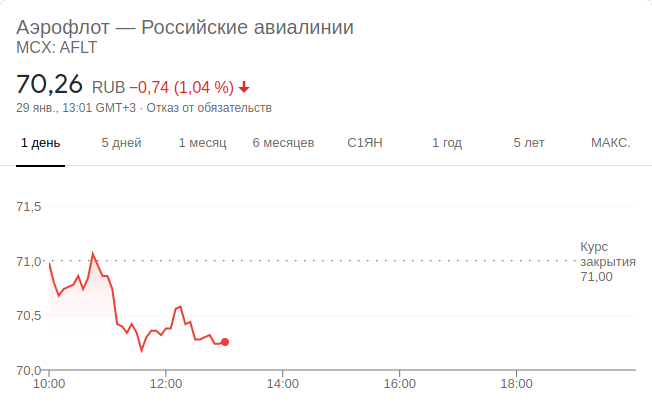 Аэрофлот — Российские авиалинии
MCX: AFLT
70,26 RUB −0,74 (1,04 %)
29 янв., 13:01 GMT+3 · Отказ от обязательств
1 день 5 дней 1 месяц 6 месяцев С1ЯН 1 год 5 лет МАКС.
71,5
Курс
71,0 закрытия
71,00
70,5
70,0
10:00 12:00 14:00 16:00 18:00